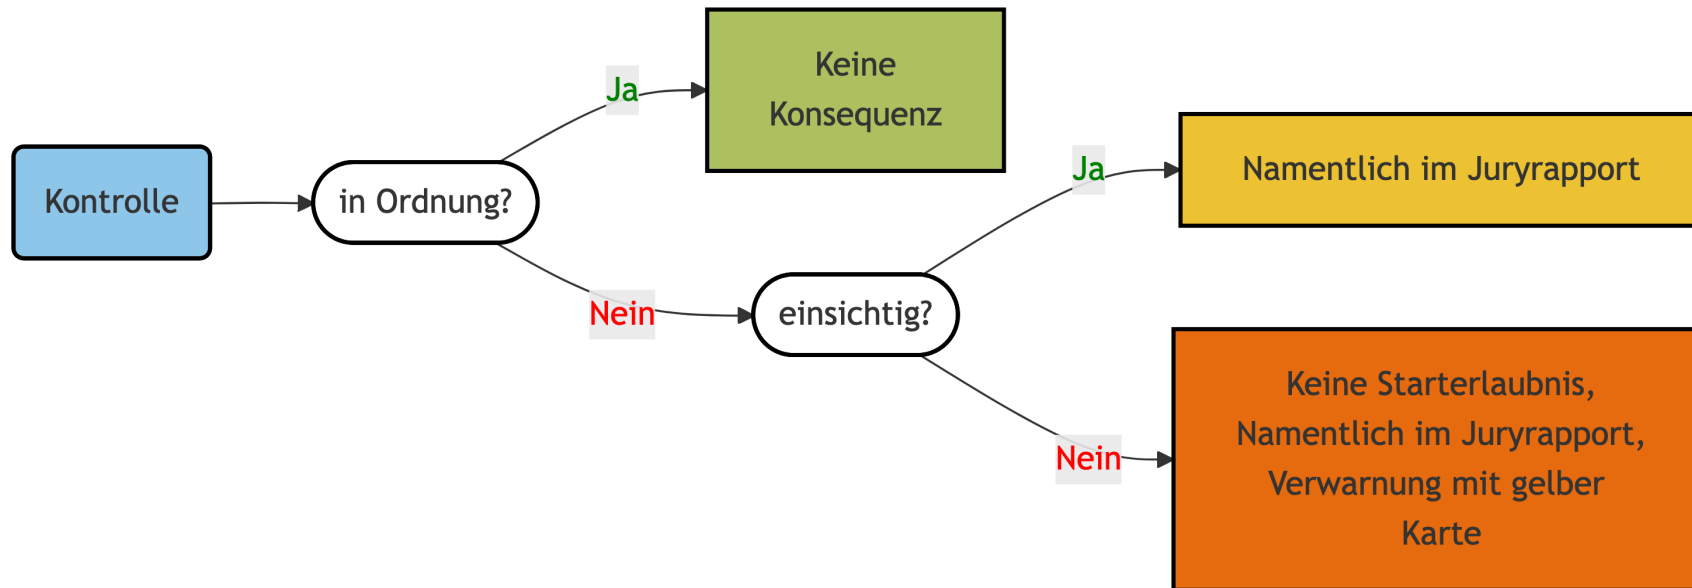 Kontrolle
in Ordnung?
Ja
Keine
Konsequenz
Nein
einsichtig?
Ja
Namentlich im Juryrapport
Nein
Keine Starterlaubnis,
Namentlich im Juryrapport,
Verwarnung mit gelber
Karte